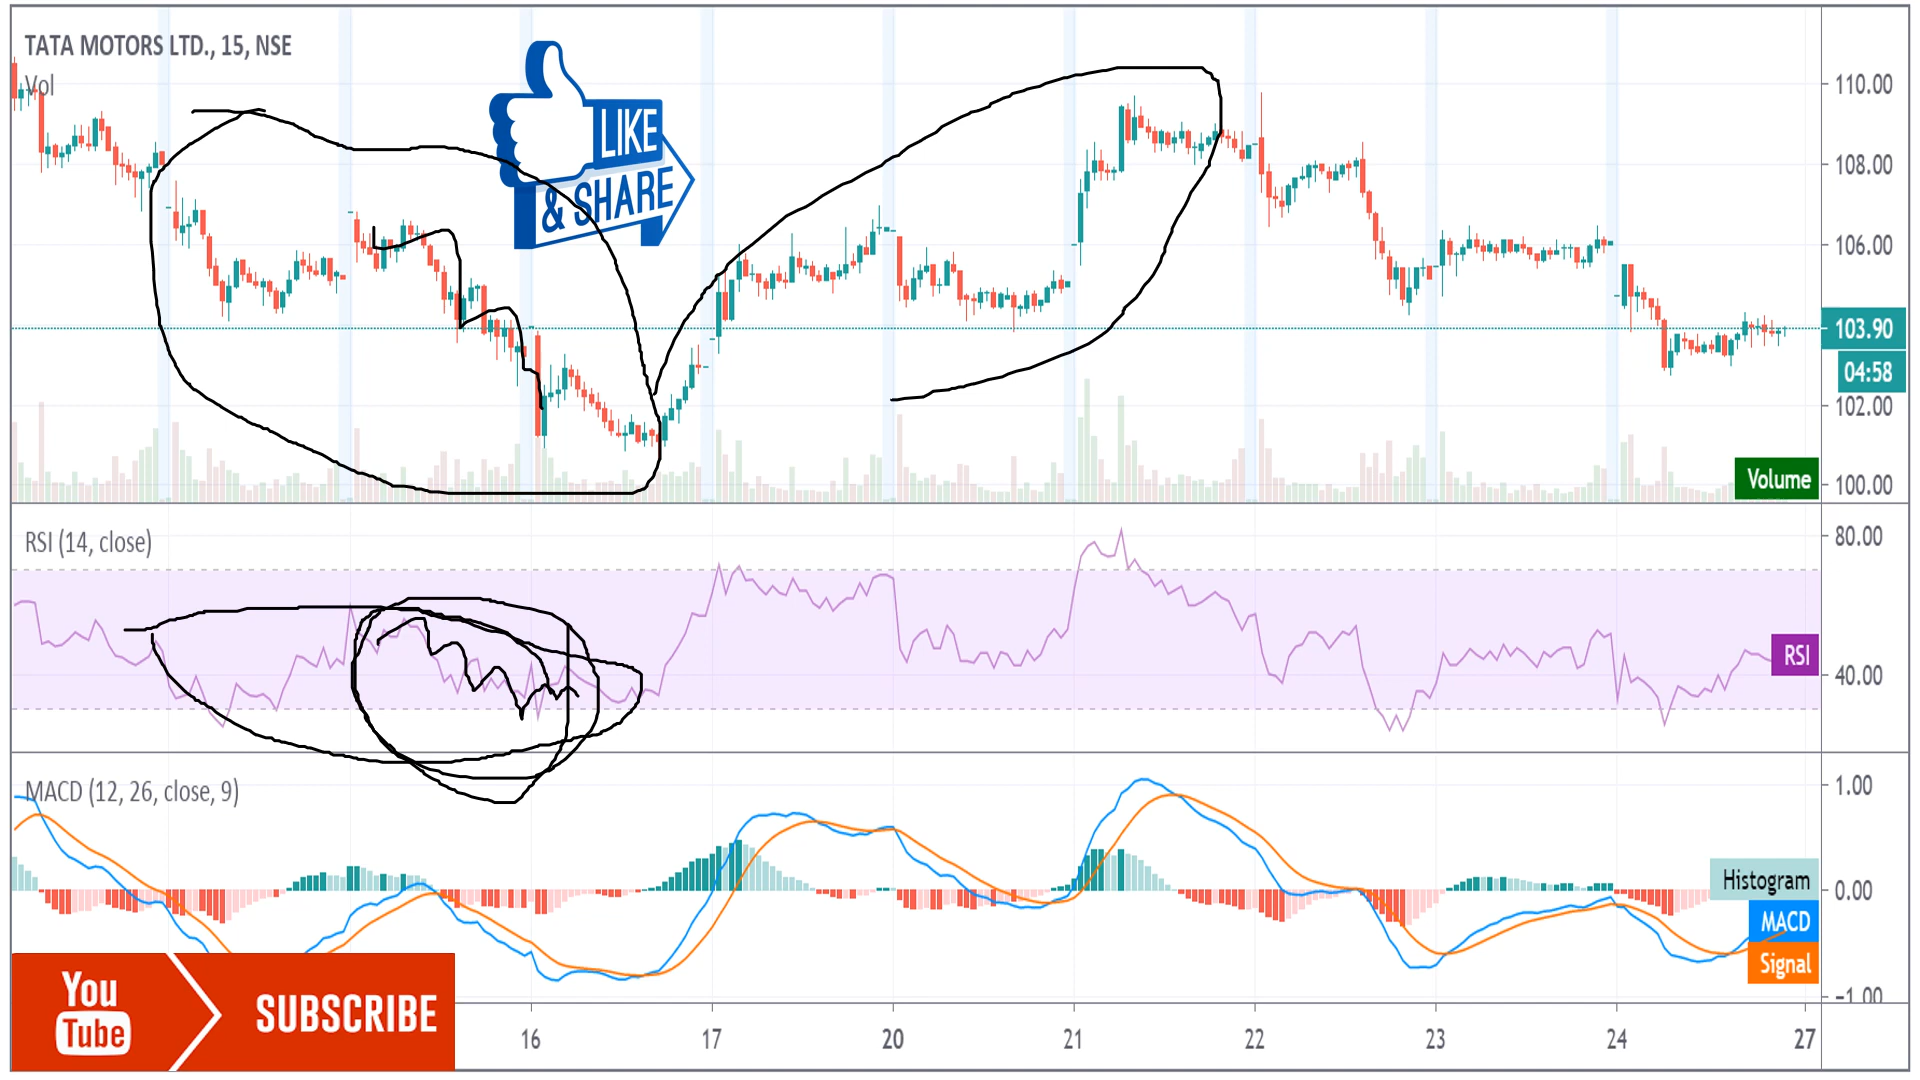 TATA MOTORS LTD., 15, NSE
Vol
LIKE
& SHARE
110.00
108.00
106.00
103.90
04:58
102.00
Volume
100.00
RSI (14, close)
80.00
RSI
40.00
MACD (12, 26, close, 9)
1.00
Histogram
0.00
MACD
Signal
−1.00
You
Tube
SUBSCRIBE
16 17 20 21 22 23 24 27